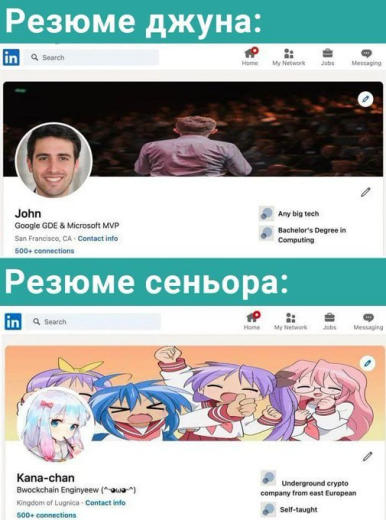 Резюме джуна:
in
Search
Home
My Network
Jobs
Messaging
John
Google GDE & Microsoft MVP
San Francisco, CA · Contact info
500+ connections
Any big tech
Bachelor's Degree in
Computing
Резюме сеньора:
in
Search
Home
My Network
Jobs
Messaging
Kana-chan
Bwockchain Enginyeew (^•ω•^)
Kingdom of Lugnica · Contact info
500+ connections
Underground crypto
company from east European
Self-taught